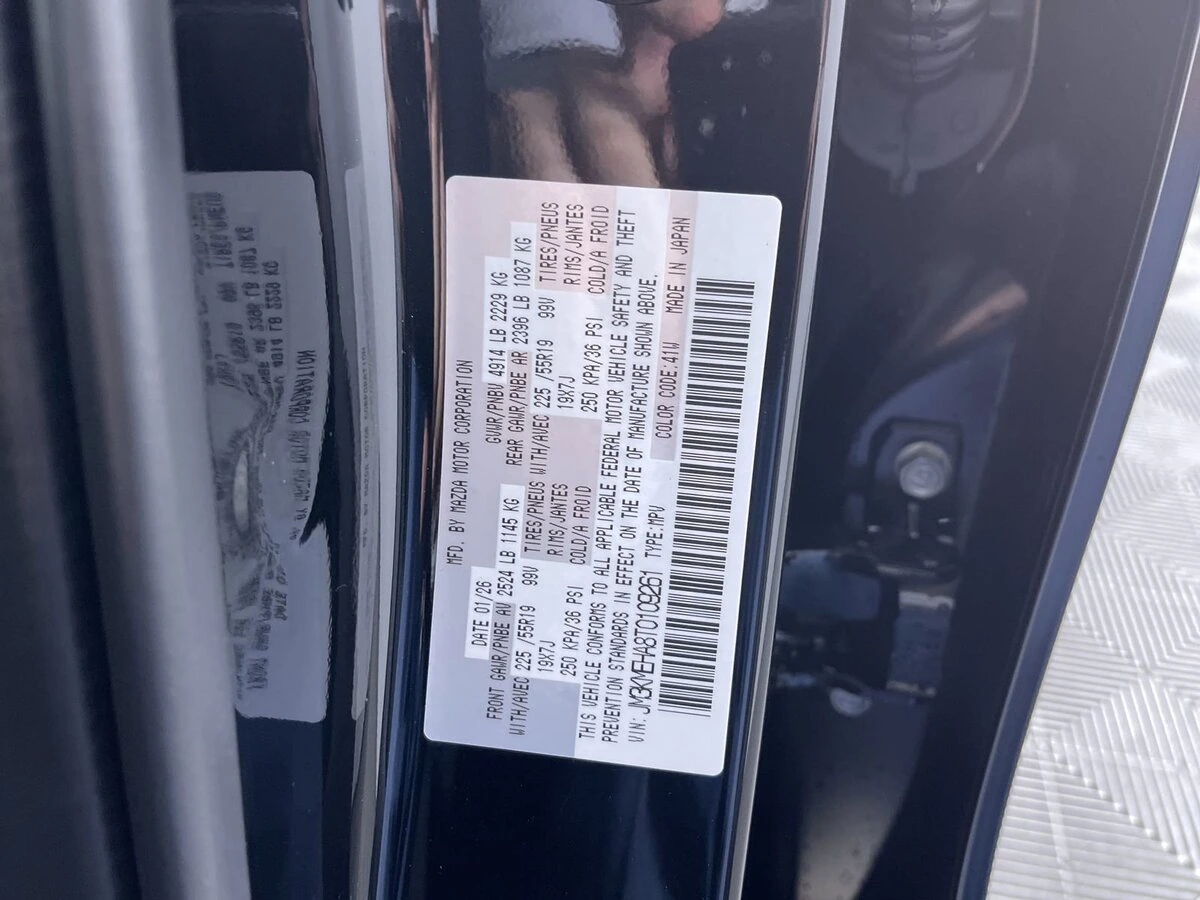 MFD. BY MAZDA MOTOR CORPORATION
DATE 01/26 GVWR/PNBV 4914 LB 2229 KG
FRONT GAWR/PNBE AV 2524 LB 1145 KG REAR GAWR/PNBE AR 2396 LB 1087 KG
WITH/AVEC 225 /55R19 99V TIRES/PNEUS WITH/AVEC 225 /55R19 99V TIRES/PNEUS
19X7J RIMS/JANTES 19X7J RIMS/JANTES
250 KPA/36 PSI COLD/A FROID 250 KPA/36 PSI COLD/A FROID
THIS VEHICLE CONFORMS TO ALL APPLICABLE FEDERAL MOTOR VEHICLE SAFETY AND THEFT
PREVENTION STANDARDS IN EFFECT ON THE DATE OF MANUFACTURE SHOWN ABOVE.
VIN: JM3KMEHA8T0109261 TYPE:MPV COLOR CODE:41W MADE IN JAPAN